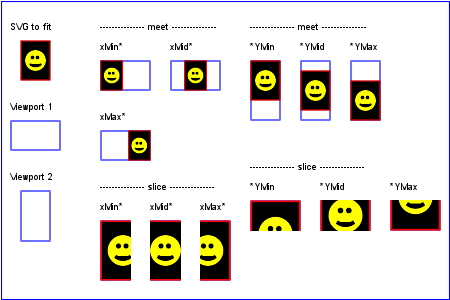 SVG to fit
--------------- meet ---------------
--------------- meet ---------------
xMin*
xMid*
*YMin
*YMid
*YMax
Viewport 1
xMax*
Viewport 2
--------------- slice ---------------
--------------- slice ---------------
xMin*
xMid*
xMax*
*YMin
*YMid
*YMax